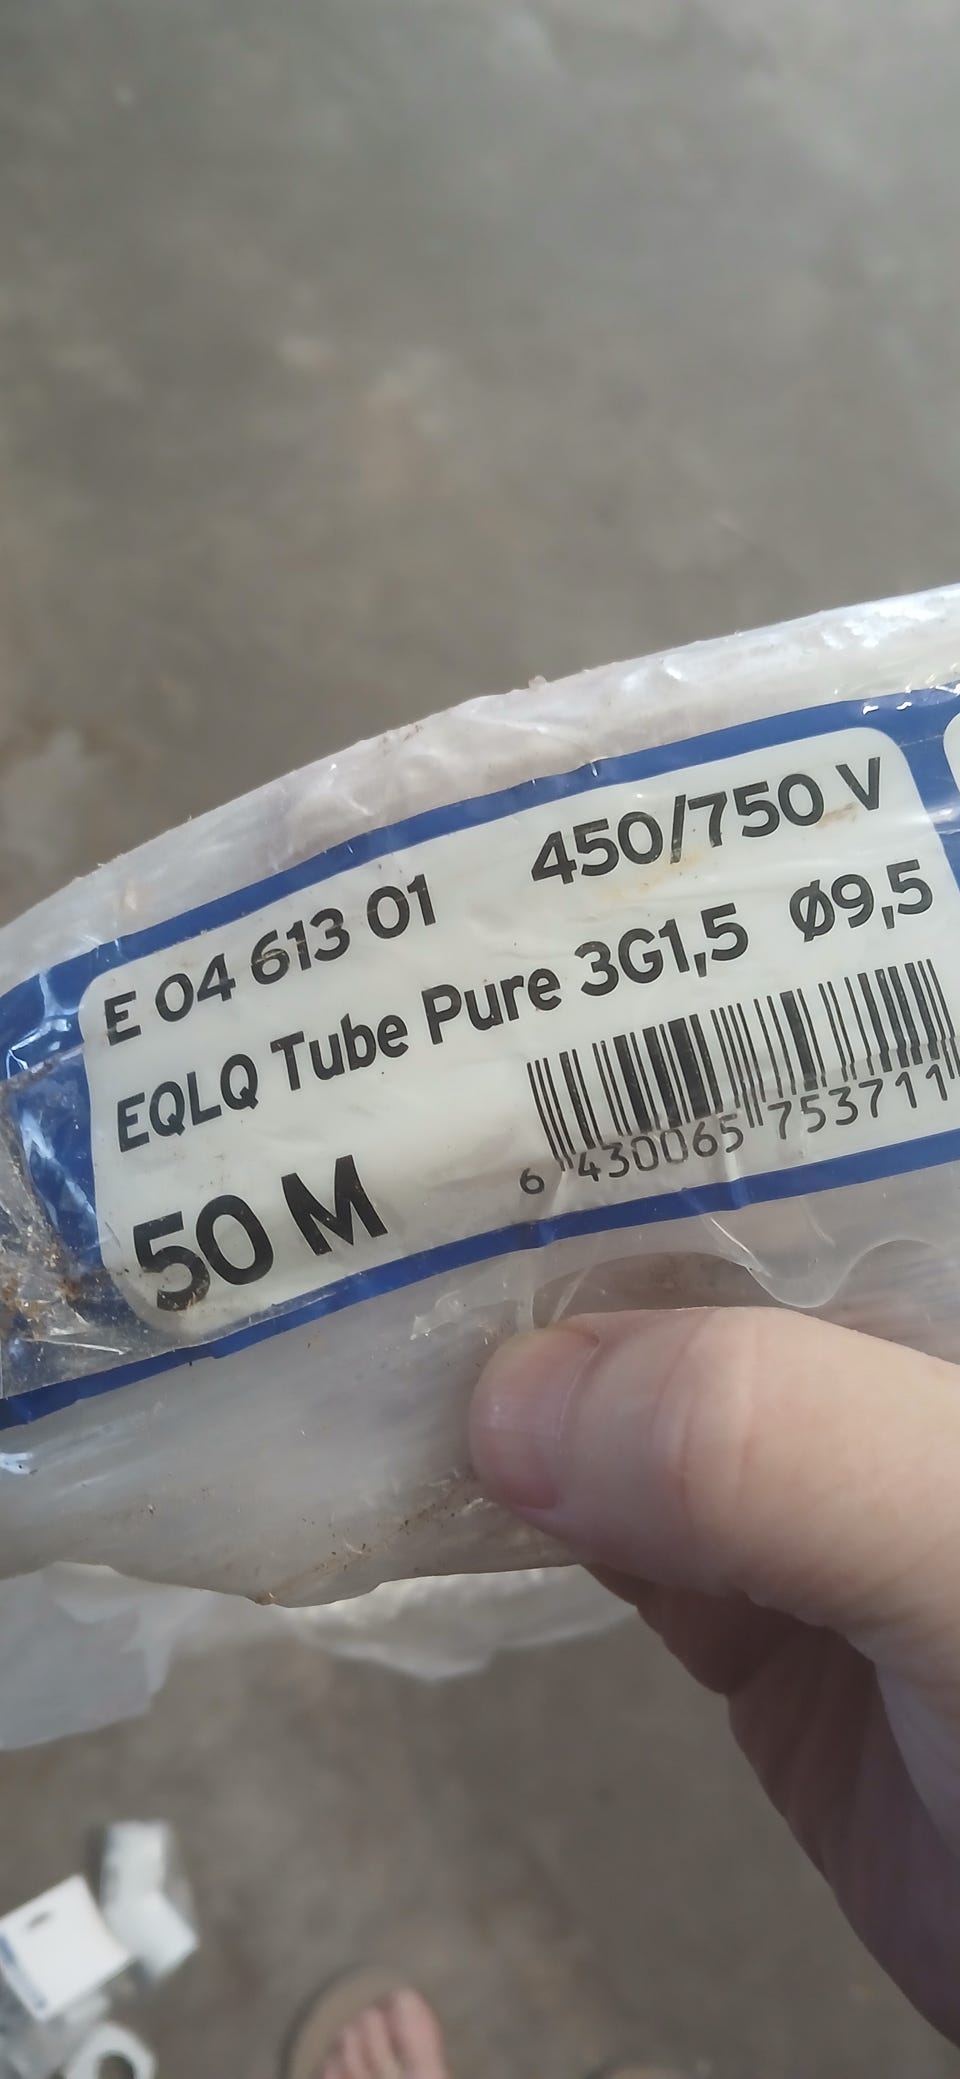 E 04 613 01 450/750 V
EQLQ Tube Pure 3G1,5 Ø9,5
50 M
6 430065 753711